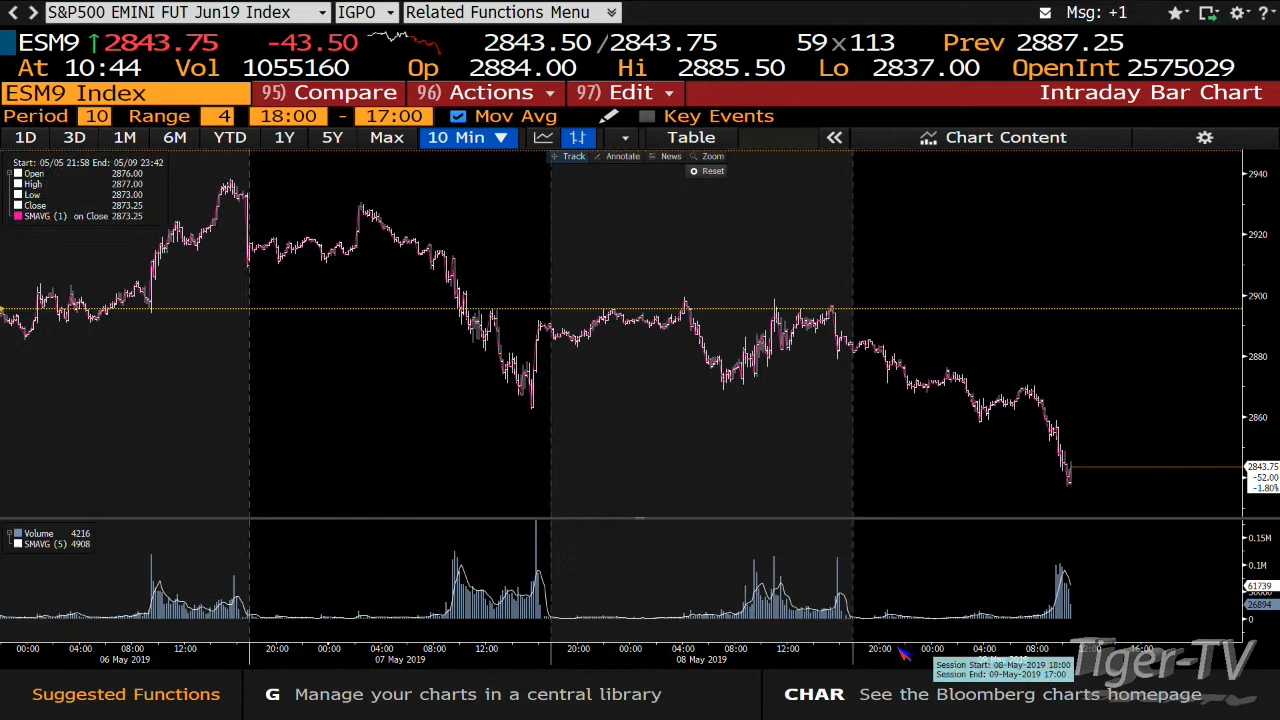 S&P500 EMINI FUT Jun19 Index IGPO Related Functions Menu Msg: +1 ?
ESM9 ↑2843.75 -43.50 2843.50/2843.75 59x113 Prev 2887.25
At 10:44 Vol 1055160 Op 2884.00 Hi 2885.50 Lo 2837.00 OpenInt 2575029
ESM9 Index 95) Compare 96) Actions 97) Edit Intraday Bar Chart
Period 10 Range 4 18:00 - 17:00 Mov Avg Key Events
1D 3D 1M 6M YTD 1Y 5Y Max 10 Min ▼ Table « Chart Content
Track Annotate News Zoom
Reset
Start: 05/05 21:58 End: 05/09 23:42
Open 2876.00
High 2877.00
Low 2873.00
Close
SMAVG (1) on Close 2873.25
2940
2920
2900
2880
2860
2843.75
-52.00
-1.80%
Volume 4216
SMAVG (5) 4908
0.15M
0.1M
61739
50000
26894
0
00:00 04:00 08:00 12:00 20:00 00:00 04:00 08:00 12:00 20:00 00:00 04:00 08:00 12:00 20:00 00:00 04:00 08:00 12:00 16:00
06 May 2019 07 May 2019 08 May 2019
Session Start: 08-May-2019 18:00
Session End: 09-May-2019 17:00
Tiger-TV
Suggested Functions G Manage your charts in a central library CHAR See the Bloomberg charts homepage